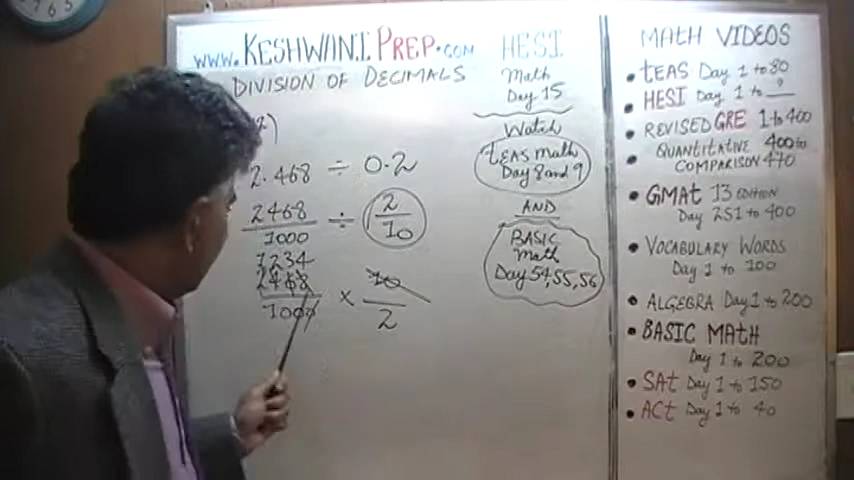 www.KESHWANI PREP.com
DIVISION OF DECIMALS
2.468 ÷ 0.2
2468
1000
÷
2
10
1234
2468
1000
×
10
2
HESI
Math
Day 15
Watch
TEAS Math
Day 8 and 9
AND
BASIC
Math
Day 54,55,56
MATH VIDEOS
• TEAS Day 1 to 80
• HESI Day 1 to ?
• REVISED GRE 1 to 400
• QUANTITATIVE 400 to
COMPARISON 470
• GMAT 13 EDITION
Day 251 to 400
• VOCABULARY WORDS
Day 1 to 100
• ALGEBRA Day 1 to 200
• BASIC MATH
Day 1 to 200
• SAT Day 1 to 150
• ACT Day 1 to 40